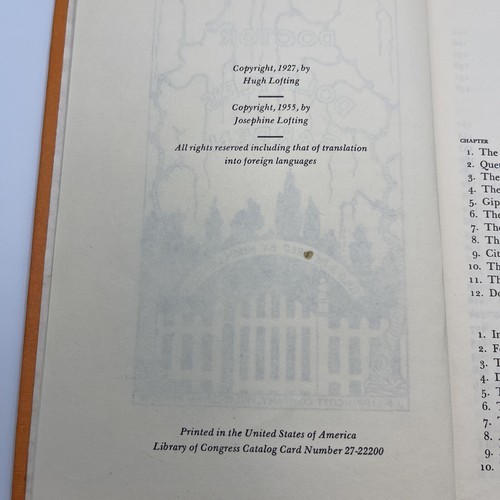 Copyright, 1927, by
Hugh Lofting
Copyright, 1955, by
Josephine Lofting
All rights reserved including that of translation
into foreign languages
Printed in the United States of America
Library of Congress Catalog Card Number 27-22200
CHAPTER
1. The
2.
3. The
4. The
5. Gip
6. The
7. The
8. Th
9. Cit
10. Th
11. Th
12. Do
1. In
2. F
3. T
4. D
5. T
6. T
7. T
8.
9.
10.